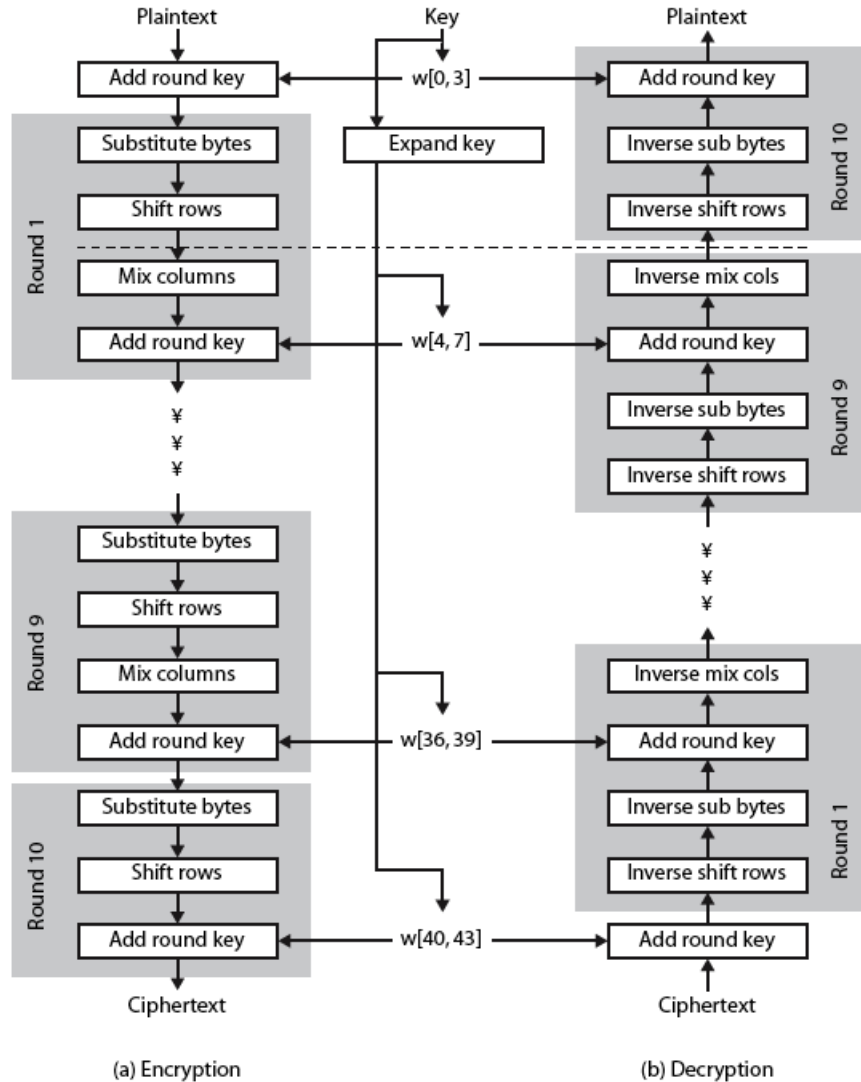 Plaintext
Add round key
Substitute bytes
Shift rows
Mix columns
Add round key
Round 1
¥
¥
¥
Substitute bytes
Shift rows
Mix columns
Add round key
Round 9
Substitute bytes
Shift rows
Add round key
Round 10
Ciphertext
(a) Encryption
Key
w[0, 3]
Expand key
w[4, 7]
w[36, 39]
w[40, 43]
Plaintext
Add round key
Inverse sub bytes
Inverse shift rows
Round 10
Inverse mix cols
Add round key
Inverse sub bytes
Inverse shift rows
Round 9
¥
¥
¥
Inverse mix cols
Add round key
Inverse sub bytes
Inverse shift rows
Round 1
Add round key
Ciphertext
(b) Decryption